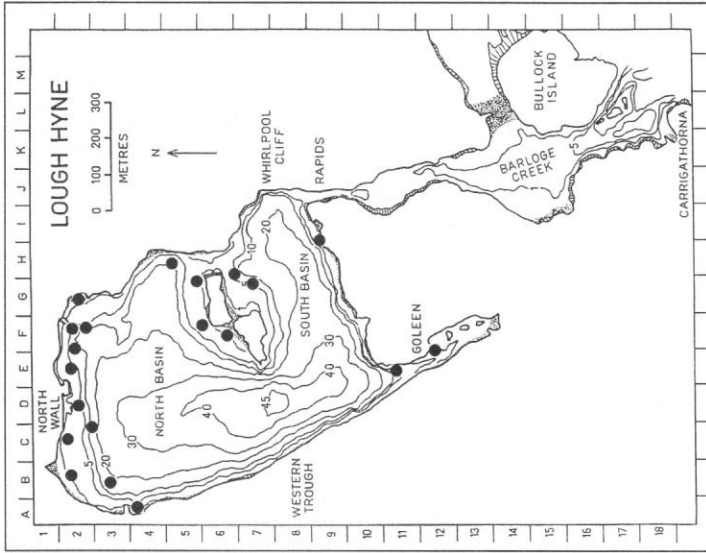 LOUGH HYNE
0 100 200 300
METRES
N
A B C D E F G H I J K L M
1
2
3
4
5
6
7
8
9
10
11
12
13
14
15
16
17
18
NORTH
WALL
5
20
NORTH BASIN
30
40
45
5
10
20
SOUTH BASIN
30
40
WESTERN
TROUGH
WHIRLPOOL
CLIFF
RAPIDS
GOLEEN
BARLOGE
CREEK
5
BULLOCK
ISLAND
CARRIGATHORNA